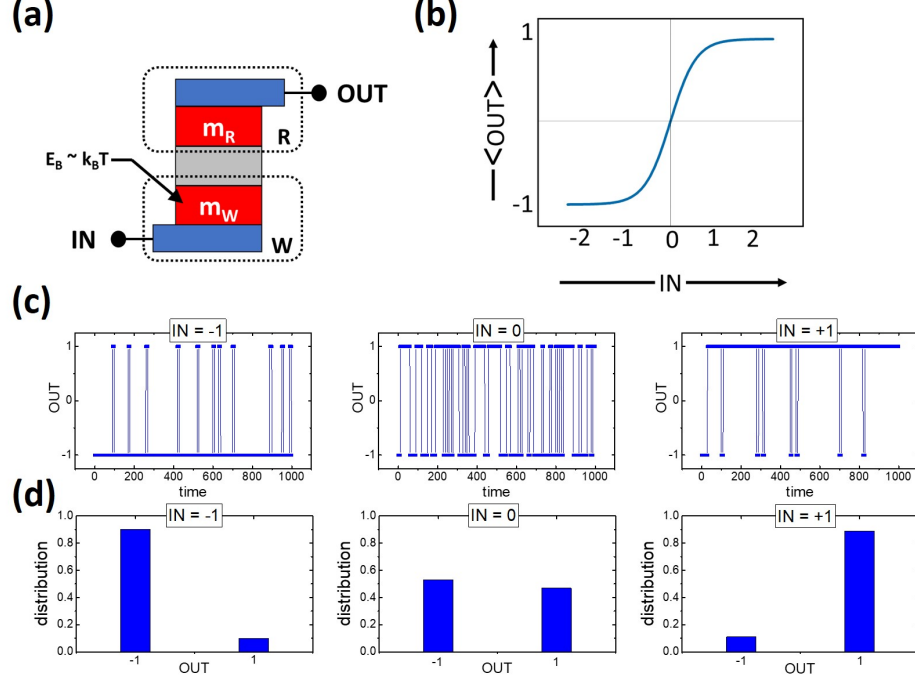 (a)
OUT
m_R
R
E_B ~ k_BT
m_W
IN
W
(b)
1
<OUT>
-1
-2 -1 0 1 2
IN
(c)
IN = -1
1
OUT
0
-1
0 200 400 600 800 1000
time
IN = 0
1
OUT
0
-1
0 200 400 600 800 1000
time
IN = +1
1
OUT
0
-1
0 200 400 600 800 1000
time
(d)
IN = -1
1.0
0.8
0.6
0.4
0.2
0.0
distribution
-1 1
OUT
IN = 0
1.0
0.8
0.6
0.4
0.2
0.0
distribution
-1 1
OUT
IN = +1
1.0
0.8
0.6
0.4
0.2
0.0
distribution
-1 1
OUT